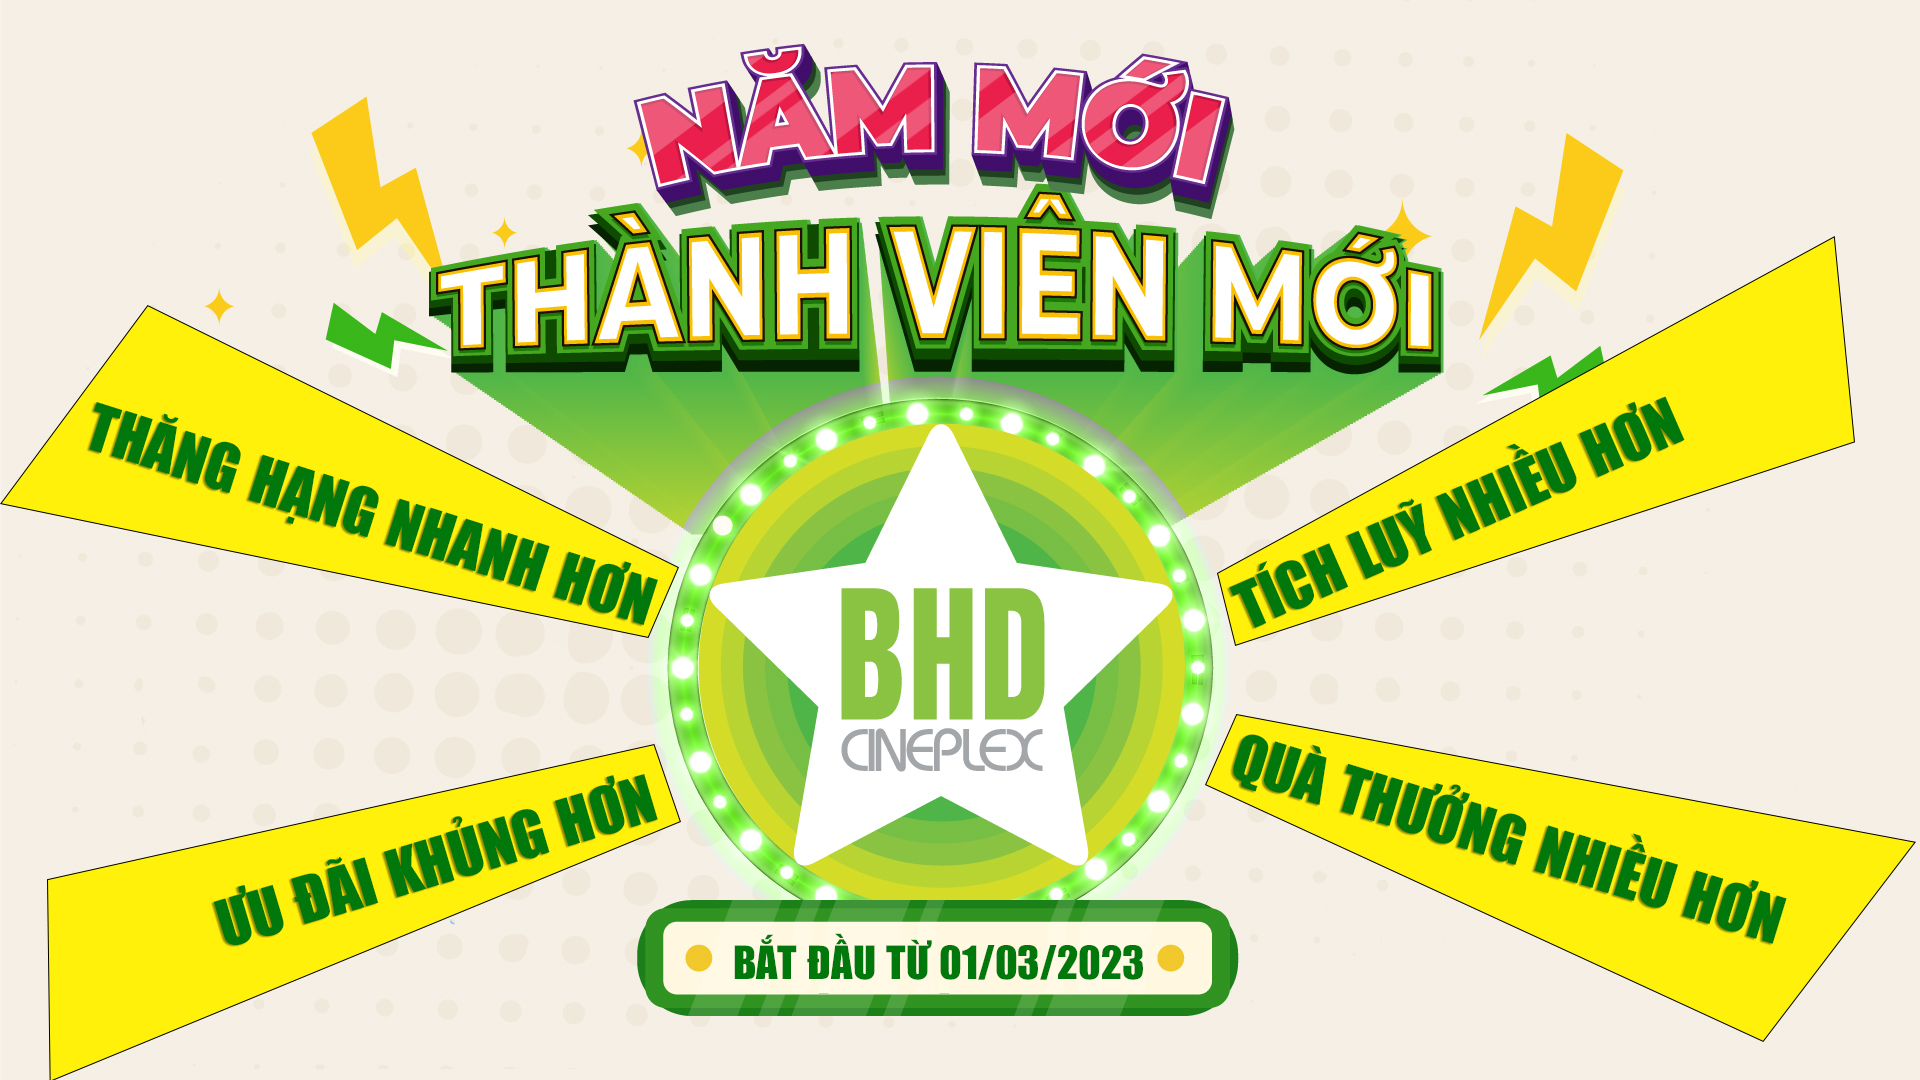 NĂM MỚI
THÀNH VIÊN MỚI
THĂNG HẠNG NHANH HƠN
TÍCH LUỸ NHIỀU HƠN
BHD
CINEPLEX
ƯU ĐÃI KHỦNG HƠN
QUÀ THƯỞNG NHIỀU HƠN
BẮT ĐẦU TỪ 01/03/2023